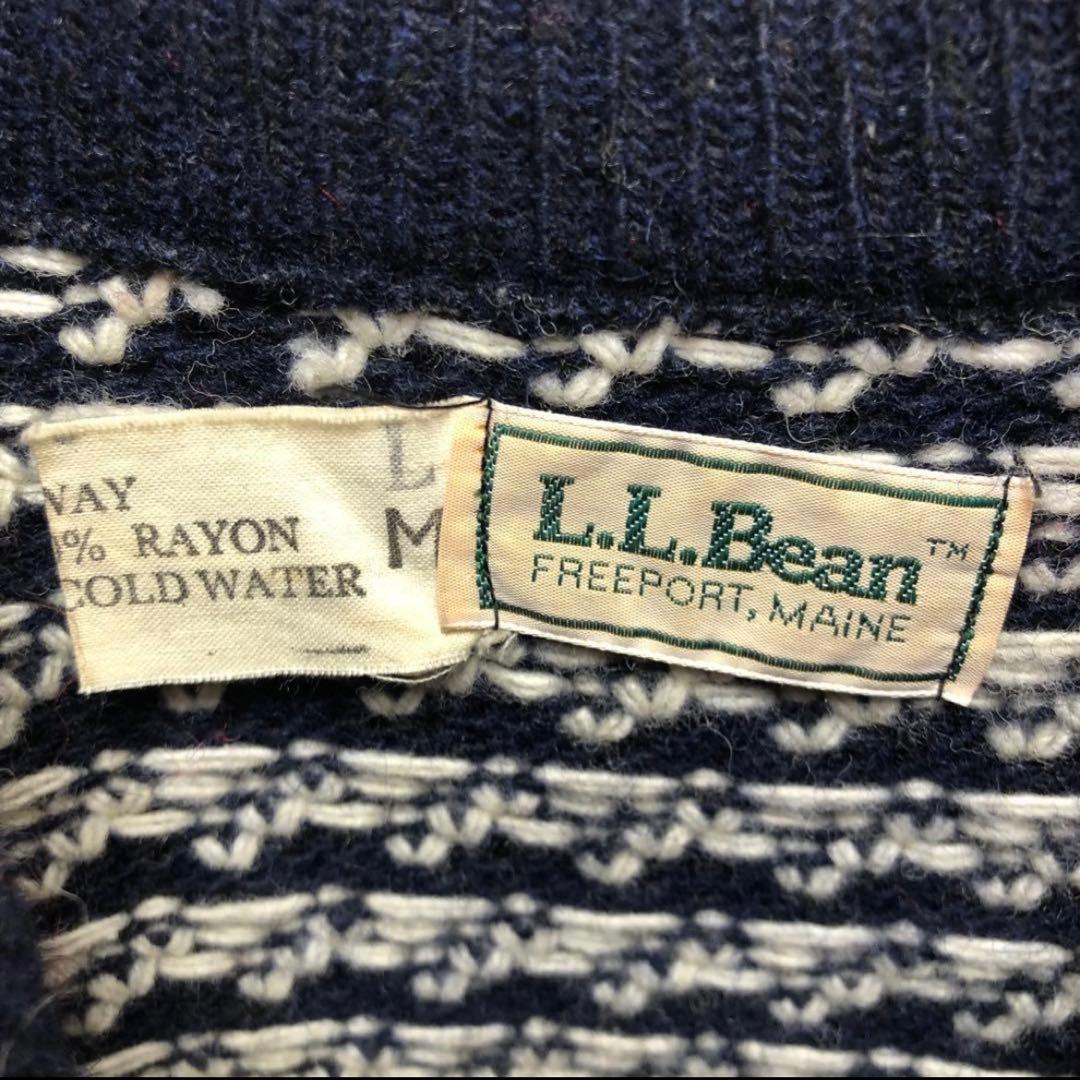 L
WAY
% RAYON
M
COLD WATER
L.L.Bean™
FREEPORT, MAINE